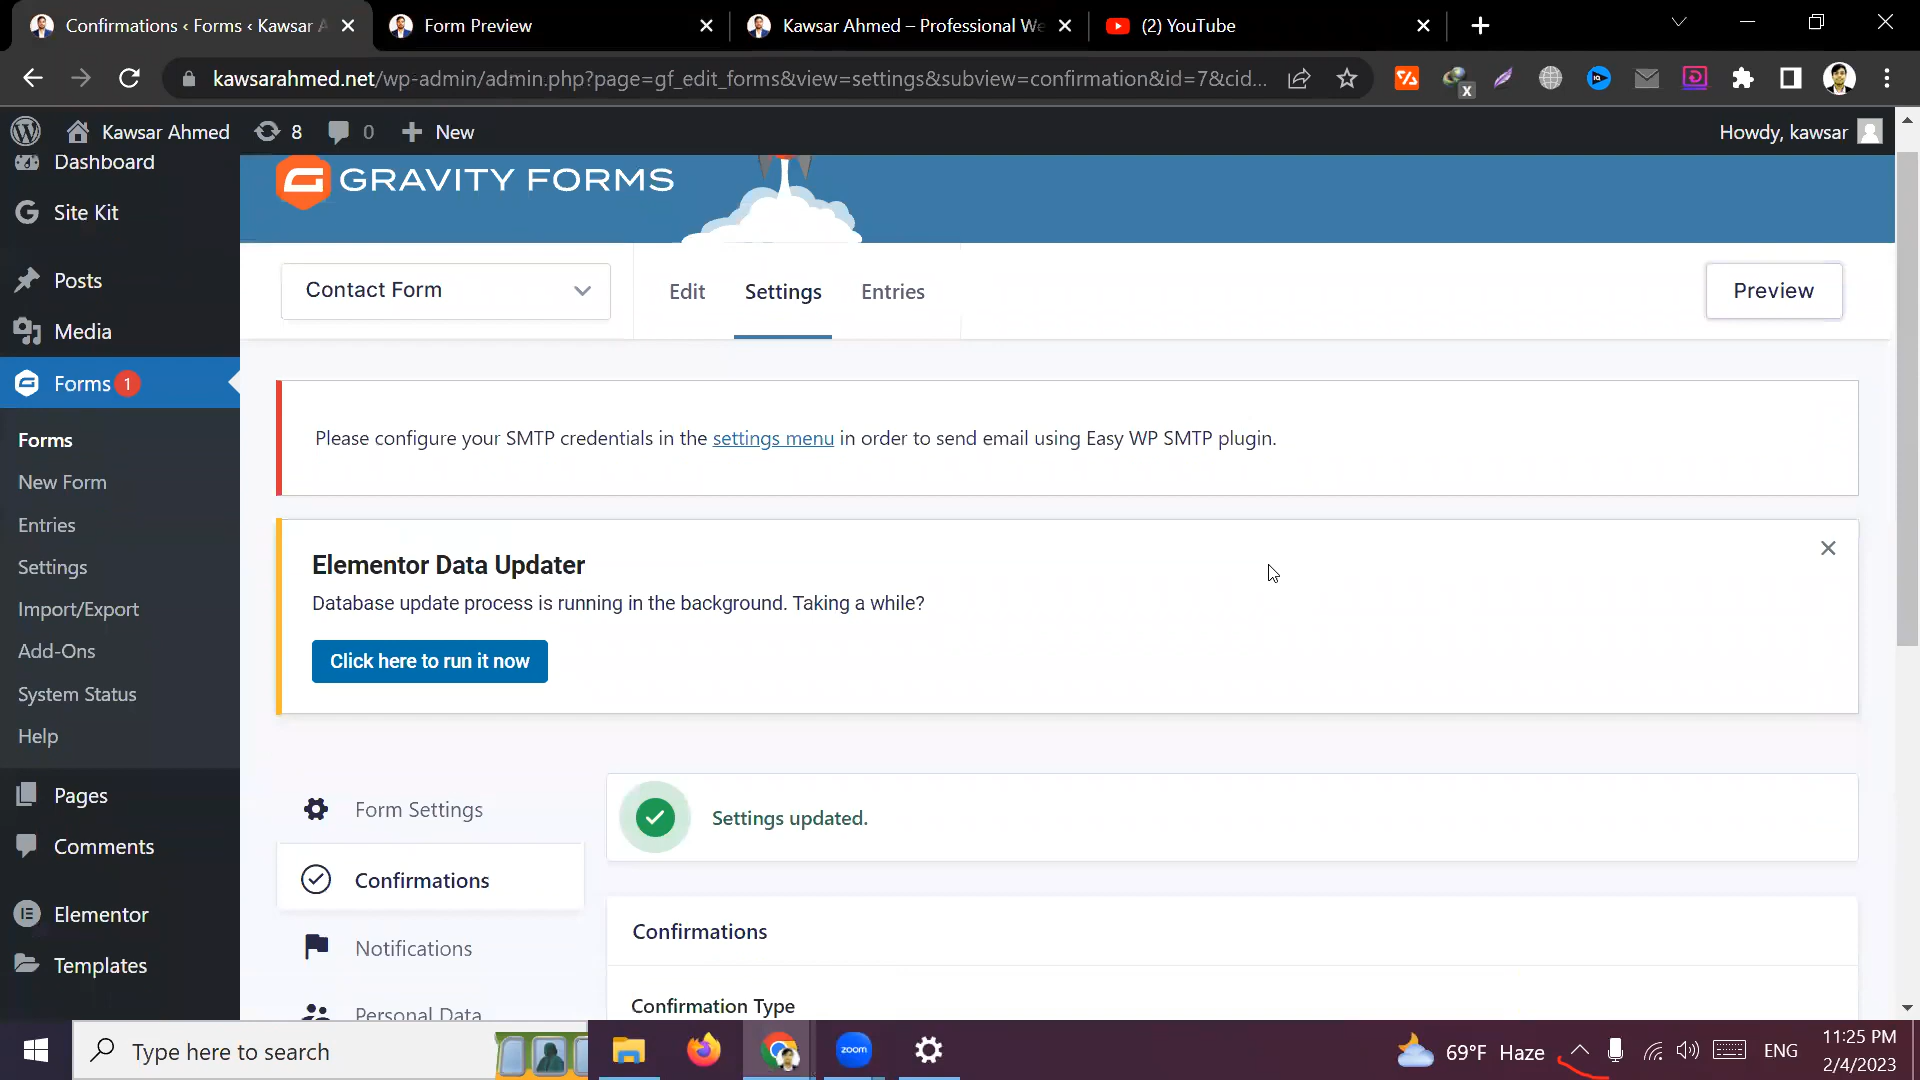 Confirmations ‹ Forms ‹ Kawsar A
Form Preview
Kawsar Ahmed – Professional We
(2) YouTube
kawsarahmed.net/wp-admin/admin.php?page=gf_edit_forms&view=settings&subview=confirmation&id=7&cid...
Kawsar Ahmed
8
0
New
Howdy, kawsar
Dashboard
Site Kit
Posts
Media
Forms 1
Forms
New Form
Entries
Settings
Import/Export
Add-Ons
System Status
Help
Pages
Comments
Elementor
Templates
GRAVITY FORMS
Contact Form
Edit
Settings
Entries
Preview
Please configure your SMTP credentials in the settings menu in order to send email using Easy WP SMTP plugin.
Elementor Data Updater
Database update process is running in the background. Taking a while?
Click here to run it now
Form Settings
Confirmations
Notifications
Personal Data
Settings updated.
Confirmations
Confirmation Type
Type here to search
zoom
69°F Haze
ENG
11:25 PM
2/4/2023